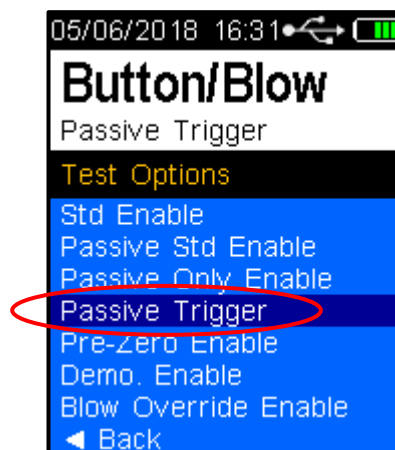 05/06/2018 16:31
Button/Blow
Passive Trigger
Test Options
Std Enable
Passive Std Enable
Passive Only Enable
Passive Trigger
Pre-Zero Enable
Demo. Enable
Blow Override Enable
◄ Back